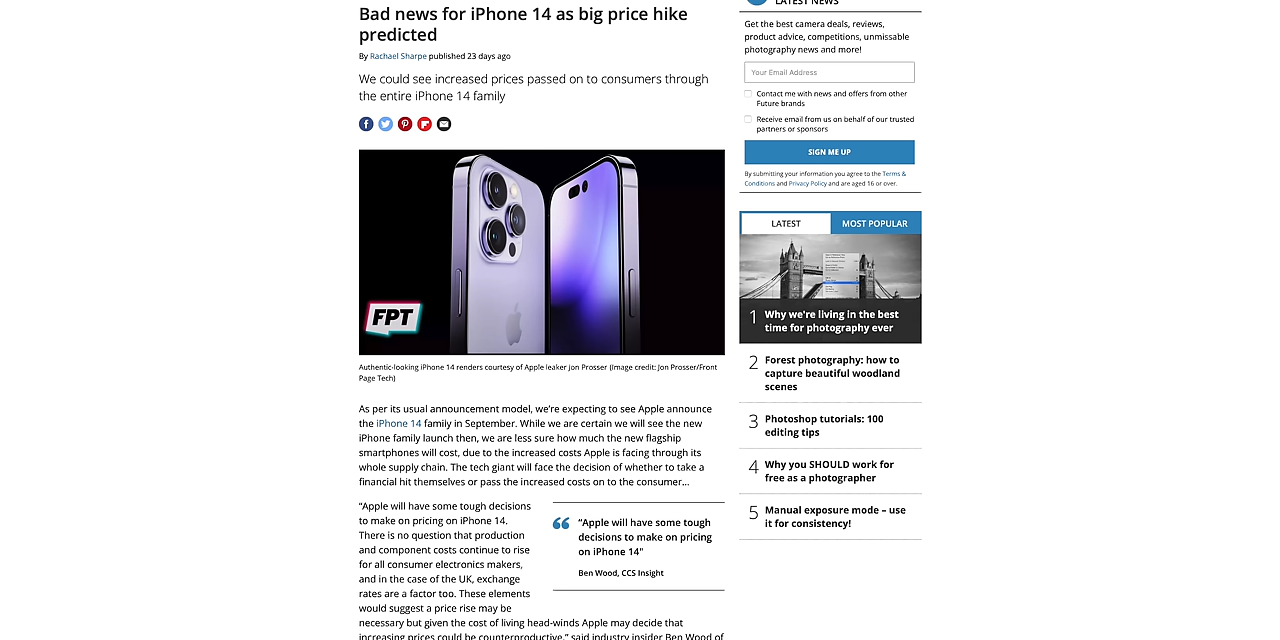 Bad news for iPhone 14 as big price hike
predicted
By Rachael Sharpe published 23 days ago
We could see increased prices passed on to consumers through
the entire iPhone 14 family
FPT
Authentic-looking iPhone 14 renders courtesy of Apple leaker Jon Prosser (Image credit: Jon Prosser/Front
Page Tech)
As per its usual announcement model, we’re expecting to see Apple announce
the iPhone 14 family in September. While we are certain we will see the new
iPhone family launch then, we are less sure how much the new flagship
smartphones will cost, due to the increased costs Apple is facing through its
whole supply chain. The tech giant will face the decision of whether to take a
financial hit themselves or pass the increased costs on to the consumer...
“Apple will have some tough decisions
to make on pricing on iPhone 14.
There is no question that production
and component costs continue to rise
for all consumer electronics makers,
and in the case of the UK, exchange
rates are a factor too. These elements
would suggest a price rise may be
necessary but given the cost of living head-winds Apple may decide that
increasing prices could be counterproductive,” said industry insider Ben Wood of
“Apple will have some tough
decisions to make on pricing
on iPhone 14"
Ben Wood, CCS Insight
LATEST NEWS
Get the best camera deals, reviews,
product advice, competitions, unmissable
photography news and more!
Your Email Address
Contact me with news and offers from other
Future brands
Receive email from us on behalf of our trusted
partners or sponsors
SIGN ME UP
By submitting your information you agree to the Terms &
Conditions and Privacy Policy and are aged 16 or over.
LATEST
MOST POPULAR
1 Why we're living in the best
time for photography ever
2 Forest photography: how to
capture beautiful woodland
scenes
3 Photoshop tutorials: 100
editing tips
4 Why you SHOULD work for
free as a photographer
5 Manual exposure mode – use
it for consistency!